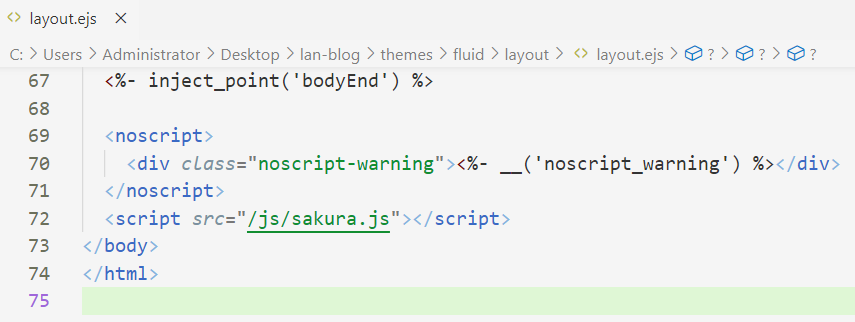 layout.ejs
C: > Users > Administrator > Desktop > lan-blog > themes > fluid > layout > layout.ejs > ? > ? > ?
67 <%- inject_point('bodyEnd') %>
68
69 <noscript>
70 <div class="noscript-warning"><%- __('noscript_warning') %></div>
71 </noscript>
72 <script src="/js/sakura.js"></script>
73 </body>
74 </html>
75